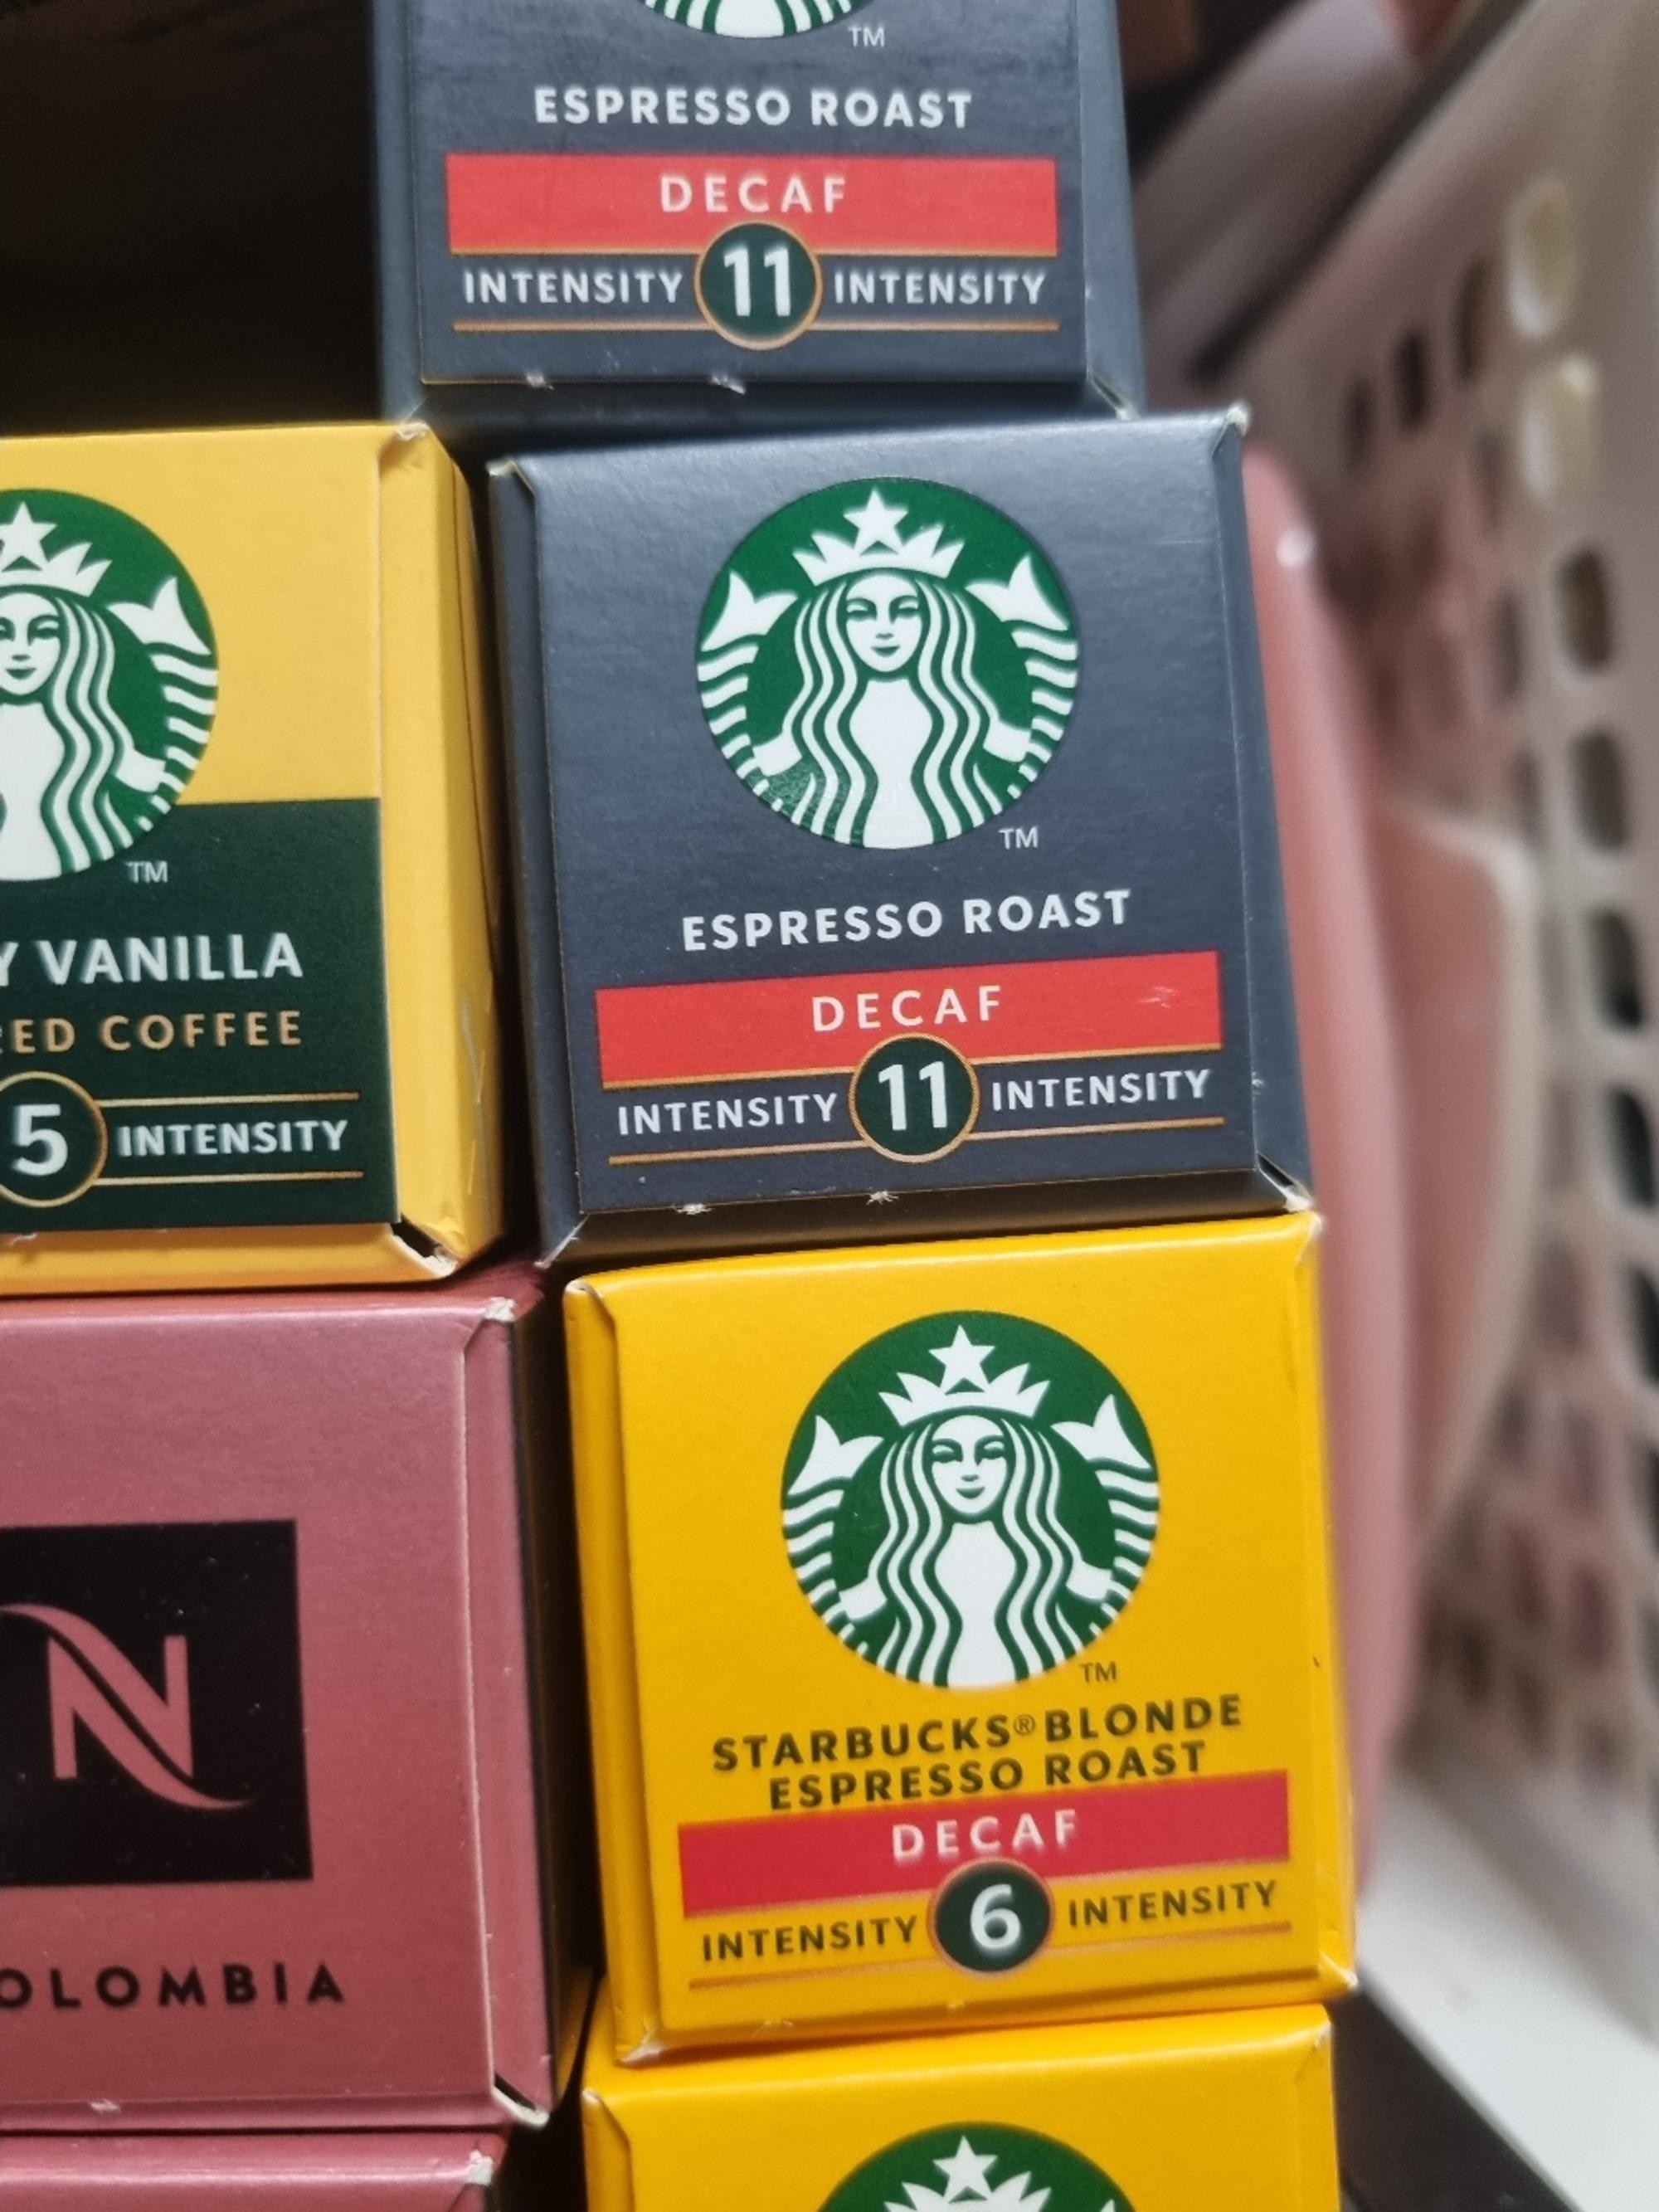 TM
ESPRESSO ROAST
DECAF
INTENSITY 11 INTENSITY
TM
VANILLA
COFFEE
5 INTENSITY
TM
ESPRESSO ROAST
DECAF
INTENSITY 11 INTENSITY
N
OLOMBIA
TM
STARBUCKS® BLONDE
ESPRESSO ROAST
DECAF
INTENSITY 6 INTENSITY